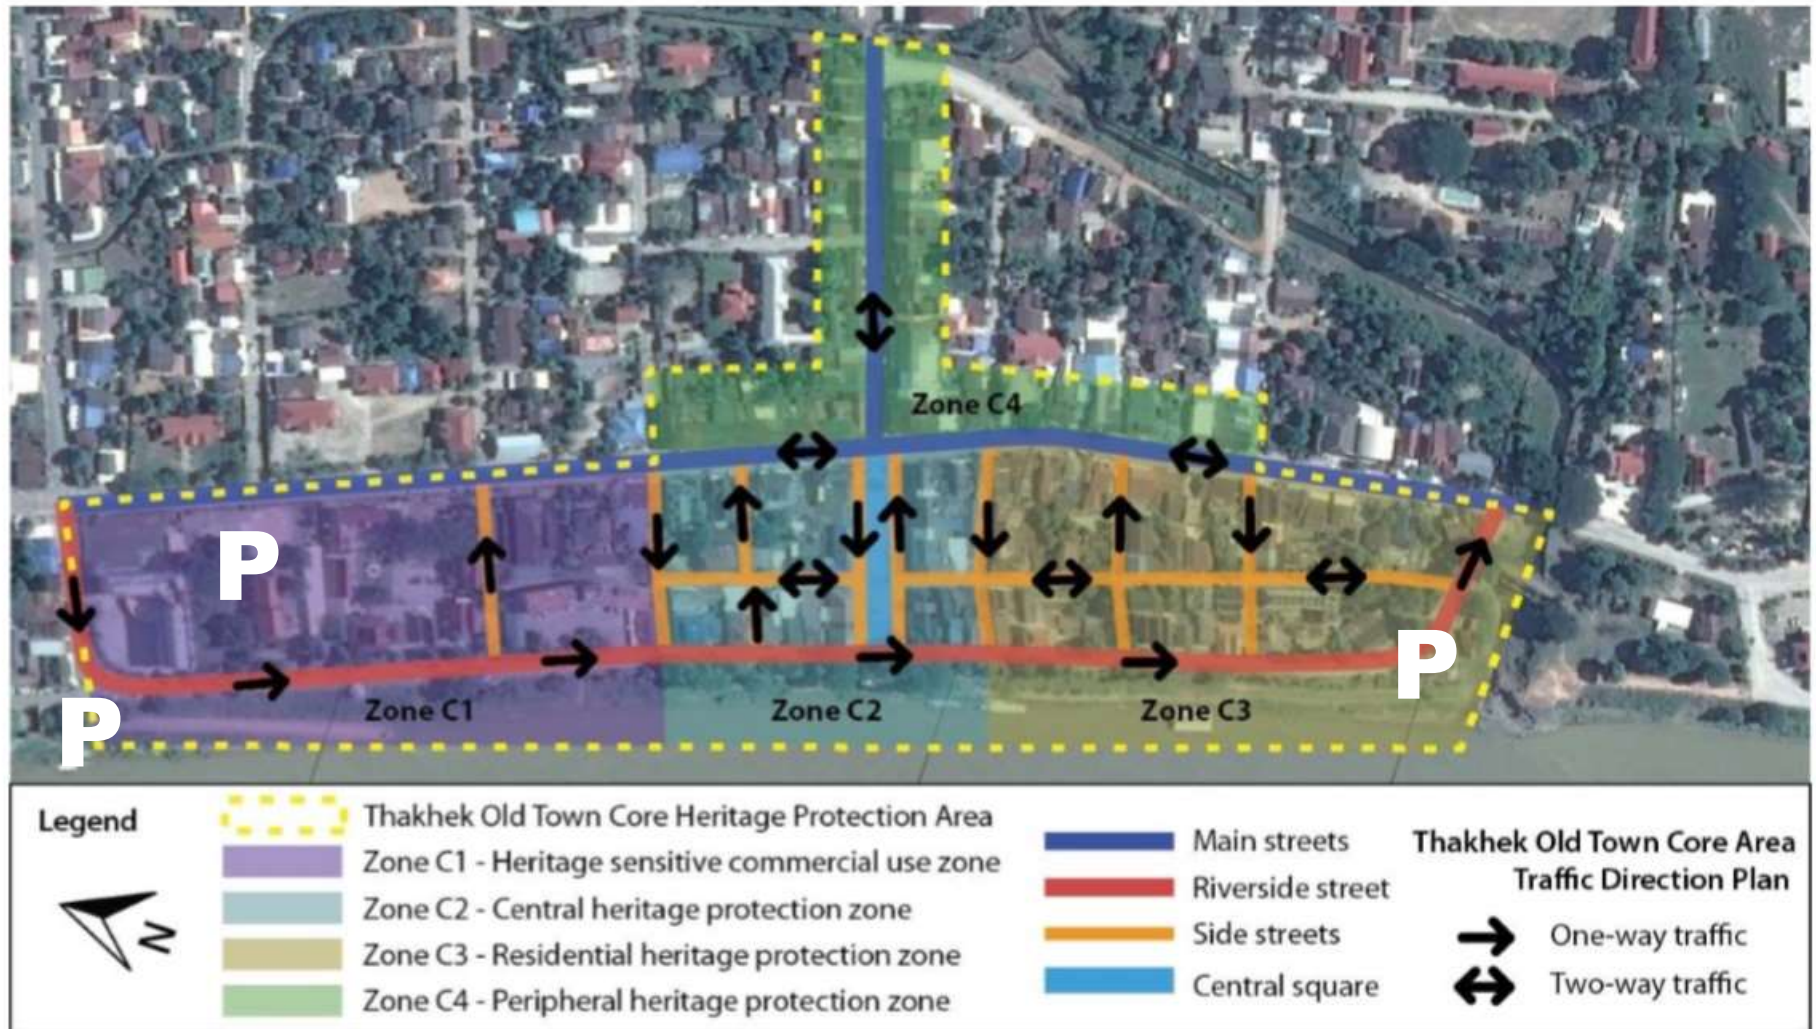 Zone C4
P
P
P
Zone C1
Zone C2
Zone C3
Legend
N
Thakhek Old Town Core Heritage Protection Area
Zone C1 - Heritage sensitive commercial use zone
Zone C2 - Central heritage protection zone
Zone C3 - Residential heritage protection zone
Zone C4 - Peripheral heritage protection zone
Main streets
Riverside street
Side streets
Central square
Thakhek Old Town Core Area
Traffic Direction Plan
One-way traffic
Two-way traffic